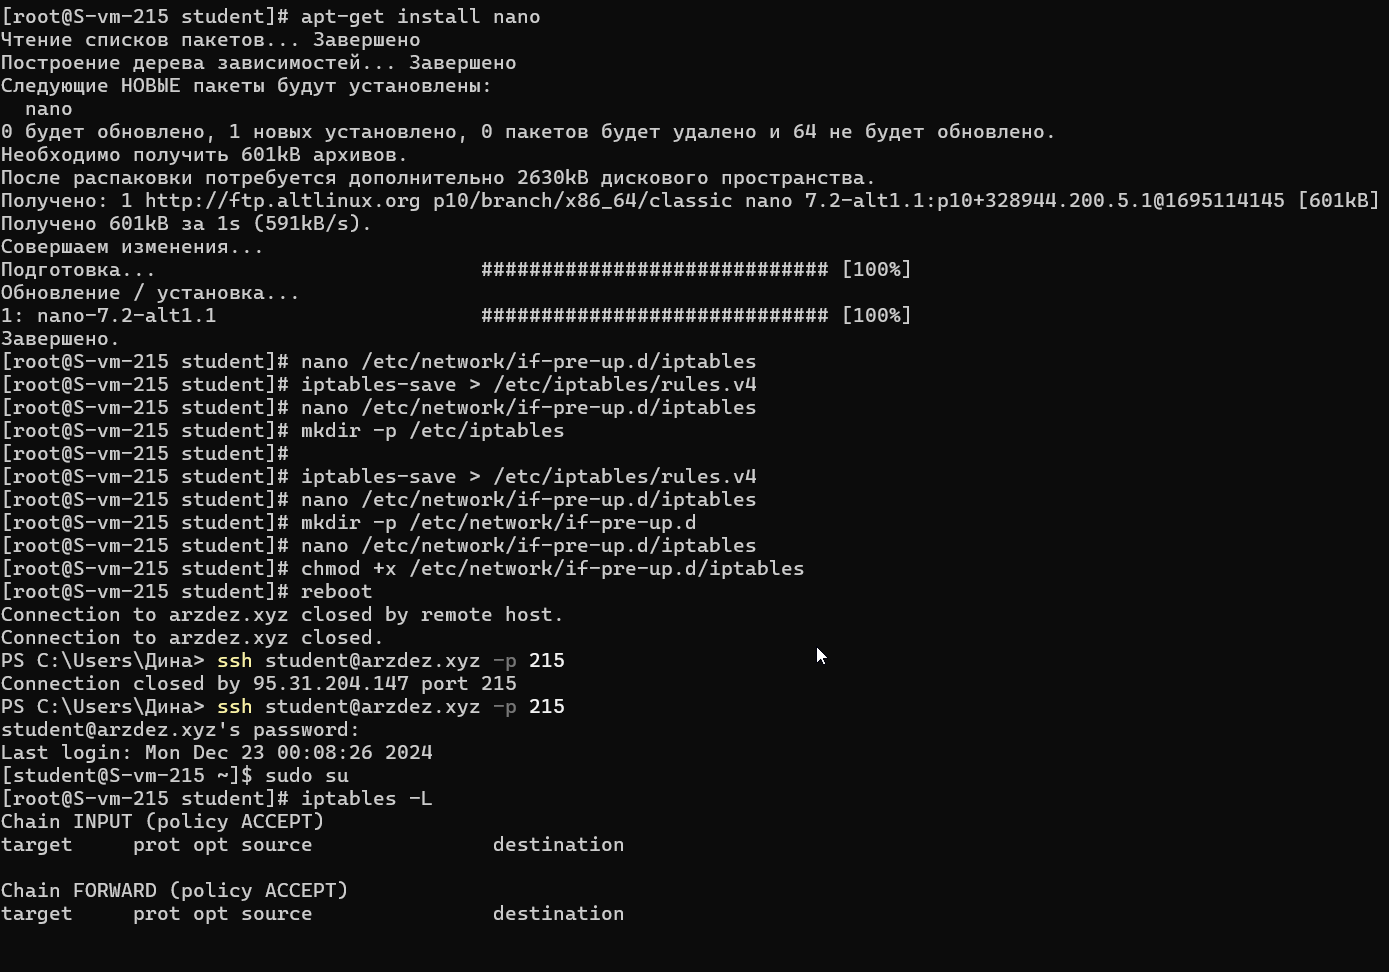 [root@S-vm-215 student]# apt-get install nano
Чтение списков пакетов... Завершено
Построение дерева зависимостей... Завершено
Следующие НОВЫЕ пакеты будут установлены:
  nano
0 будет обновлено, 1 новых установлено, 0 пакетов будет удалено и 64 не будет обновлено.
Необходимо получить 601kB архивов.
После распаковки потребуется дополнительно 2630kB дискового пространства.
Получено: 1 http://ftp.altlinux.org p10/branch/x86_64/classic nano 7.2-alt1.1:p10+328944.200.5.1@1695114145 [601kB]
Получено 601kB за 1s (591kB/s).
Совершаем изменения...
Подготовка...                           ############################# [100%]
Обновление / установка...
1: nano-7.2-alt1.1                      ############################# [100%]
Завершено.
[root@S-vm-215 student]# nano /etc/network/if-pre-up.d/iptables
[root@S-vm-215 student]# iptables-save > /etc/iptables/rules.v4
[root@S-vm-215 student]# nano /etc/network/if-pre-up.d/iptables
[root@S-vm-215 student]# mkdir -p /etc/iptables
[root@S-vm-215 student]#
[root@S-vm-215 student]# iptables-save > /etc/iptables/rules.v4
[root@S-vm-215 student]# nano /etc/network/if-pre-up.d/iptables
[root@S-vm-215 student]# mkdir -p /etc/network/if-pre-up.d
[root@S-vm-215 student]# nano /etc/network/if-pre-up.d/iptables
[root@S-vm-215 student]# chmod +x /etc/network/if-pre-up.d/iptables
[root@S-vm-215 student]# reboot
Connection to arzdez.xyz closed by remote host.
Connection to arzdez.xyz closed.
PS C:\Users\Дина> ssh student@arzdez.xyz -p 215
Connection closed by 95.31.204.147 port 215
PS C:\Users\Дина> ssh student@arzdez.xyz -p 215
student@arzdez.xyz's password:
Last login: Mon Dec 23 00:08:26 2024
[student@S-vm-215 ~]$ sudo su
[root@S-vm-215 student]# iptables -L
Chain INPUT (policy ACCEPT)
target     prot opt source               destination
Chain FORWARD (policy ACCEPT)
target     prot opt source               destination